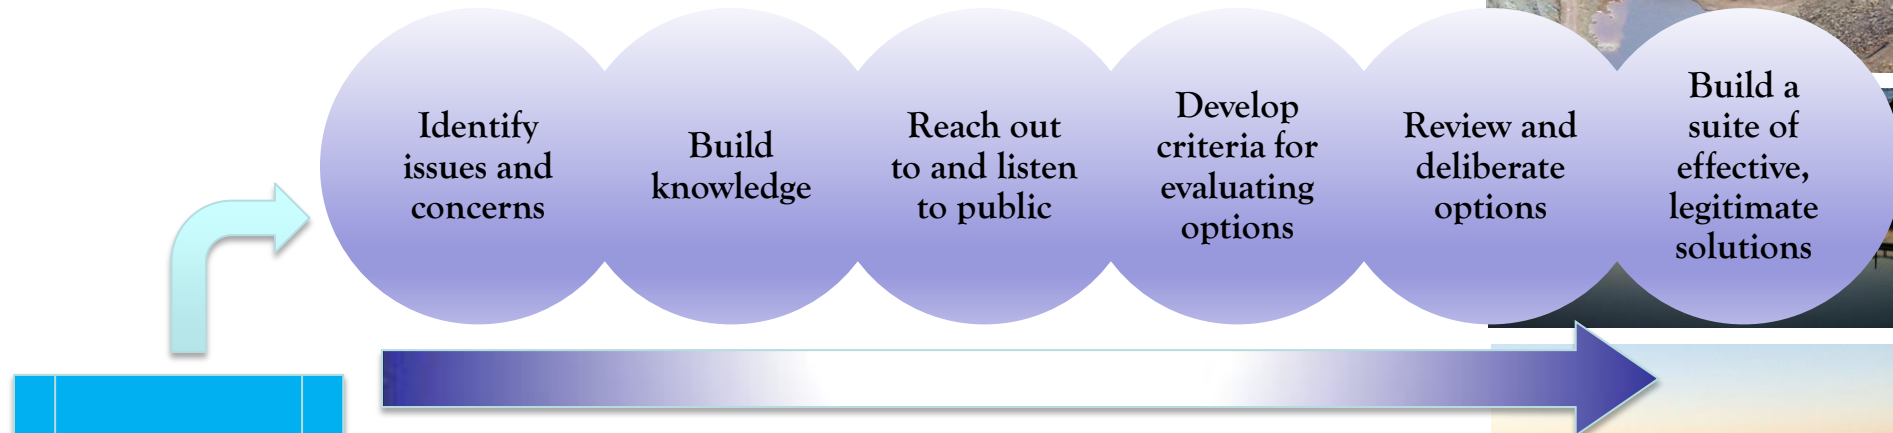 Identify
issues and
concerns
Build
knowledge
Reach out
to and listen
to public
Develop
criteria for
evaluating
options
Review and
deliberate
options
Build a
suite of
effective,
legitimate
solutions